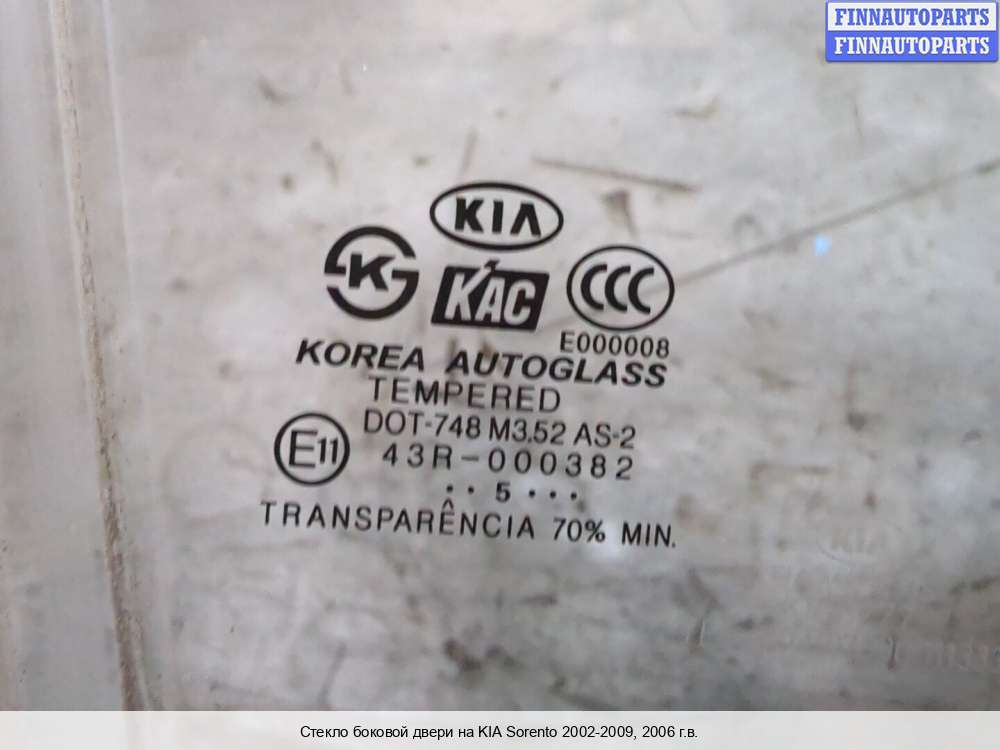 FINNAUTOPARTS
FINNAUTOPARTS
KIA
K
KAC
CCC
E000008
KOREA AUTOGLASS
TEMPERED
DOT-748 M3.52 AS-2
E11
43R-000382
·· 5 ···
TRANSPARÊNCIA 70% MIN.
KIA
Стекло боковой двери на KIA Sorento 2002-2009, 2006 г.в.